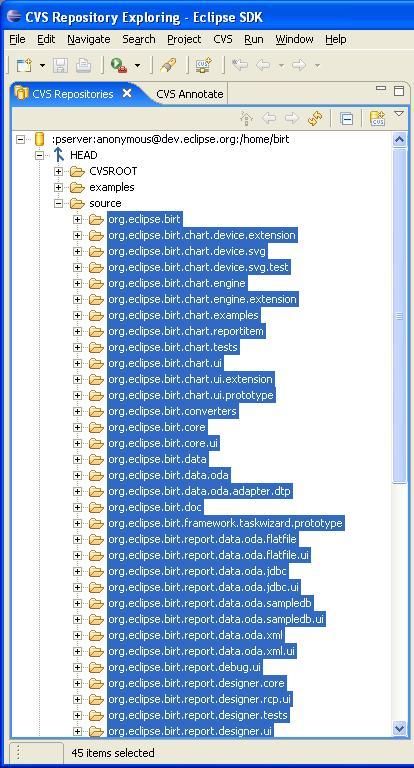 CVS Repository Exploring - Eclipse SDK
File Edit Navigate Search Project CVS Run Window Help
CVS Repositories CVS Annotate
:pserver:anonymous@dev.eclipse.org:/home/birt
HEAD
CVSROOT
examples
source
org.eclipse.birt
org.eclipse.birt.chart.device.extension
org.eclipse.birt.chart.device.svg
org.eclipse.birt.chart.device.svg.test
org.eclipse.birt.chart.engine
org.eclipse.birt.chart.engine.extension
org.eclipse.birt.chart.examples
org.eclipse.birt.chart.reportitem
org.eclipse.birt.chart.tests
org.eclipse.birt.chart.ui
org.eclipse.birt.chart.ui.extension
org.eclipse.birt.chart.ui.prototype
org.eclipse.birt.converters
org.eclipse.birt.core
org.eclipse.birt.core.ui
org.eclipse.birt.data
org.eclipse.birt.data.oda
org.eclipse.birt.data.oda.adapter.dtp
org.eclipse.birt.doc
org.eclipse.birt.framework.taskwizard.prototype
org.eclipse.birt.report.data.oda.flatfile
org.eclipse.birt.report.data.oda.flatfile.ui
org.eclipse.birt.report.data.oda.jdbc
org.eclipse.birt.report.data.oda.jdbc.ui
org.eclipse.birt.report.data.oda.sampledb
org.eclipse.birt.report.data.oda.sampledb.ui
org.eclipse.birt.report.data.oda.xml
org.eclipse.birt.report.data.oda.xml.ui
org.eclipse.birt.report.debug.ui
org.eclipse.birt.report.designer.core
org.eclipse.birt.report.designer.rcp.ui
org.eclipse.birt.report.designer.tests
org.eclipse.birt.report.designer.ui
45 items selected